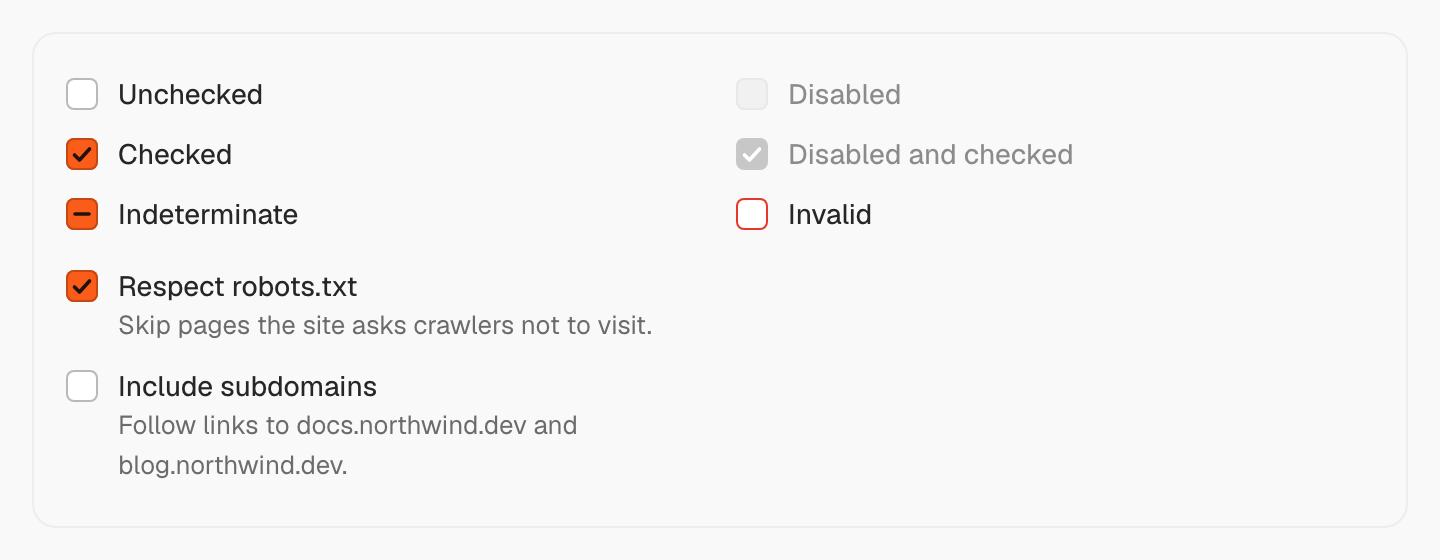 Unchecked
Checked
Indeterminate
Respect robots.txt
Skip pages the site asks crawlers not to visit.
Include subdomains
Follow links to docs.northwind.dev and
blog.northwind.dev.
Disabled
Disabled and checked
Invalid